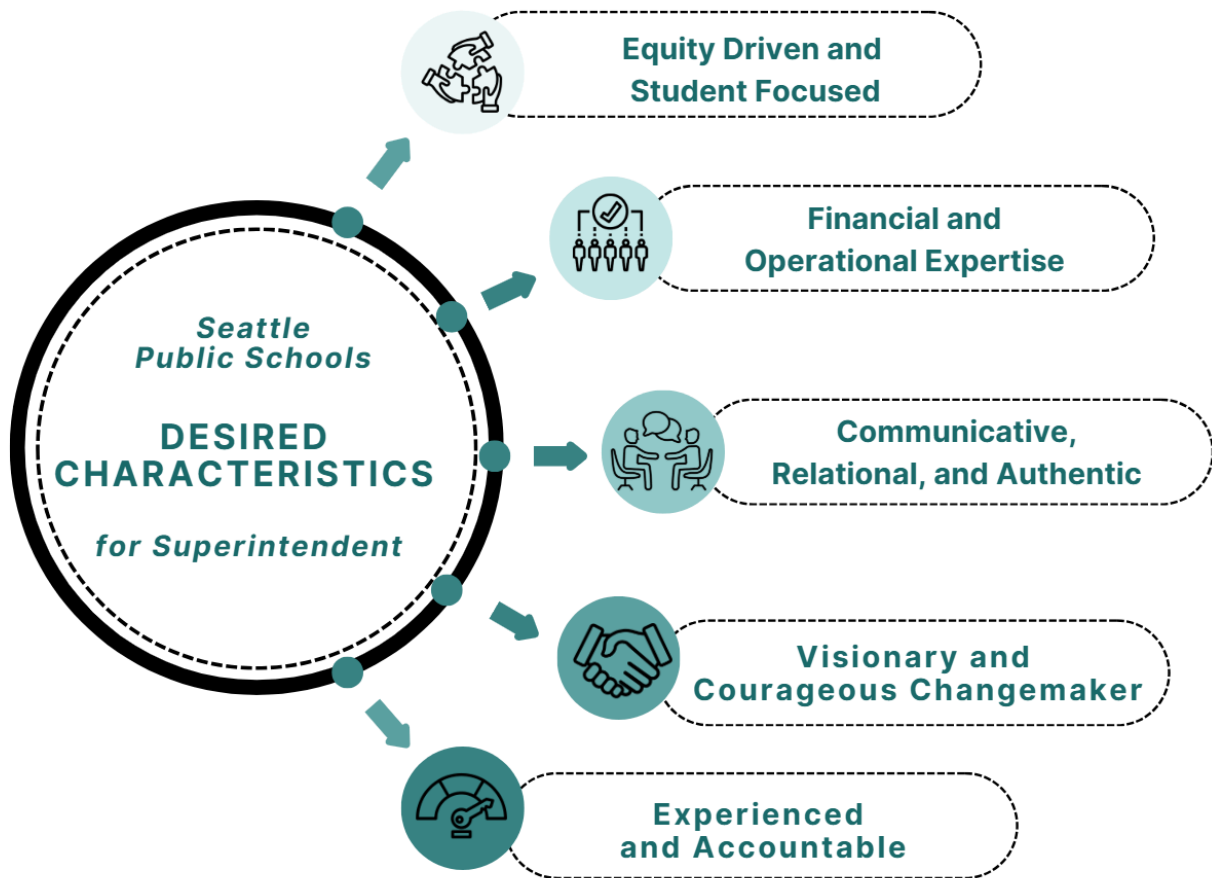 Seattle
Public Schools
DESIRED
CHARACTERISTICS
for Superintendent
Equity Driven and
Student Focused
Financial and
Operational Expertise
Communicative,
Relational, and Authentic
Visionary and
Courageous Changemaker
Experienced
and Accountable